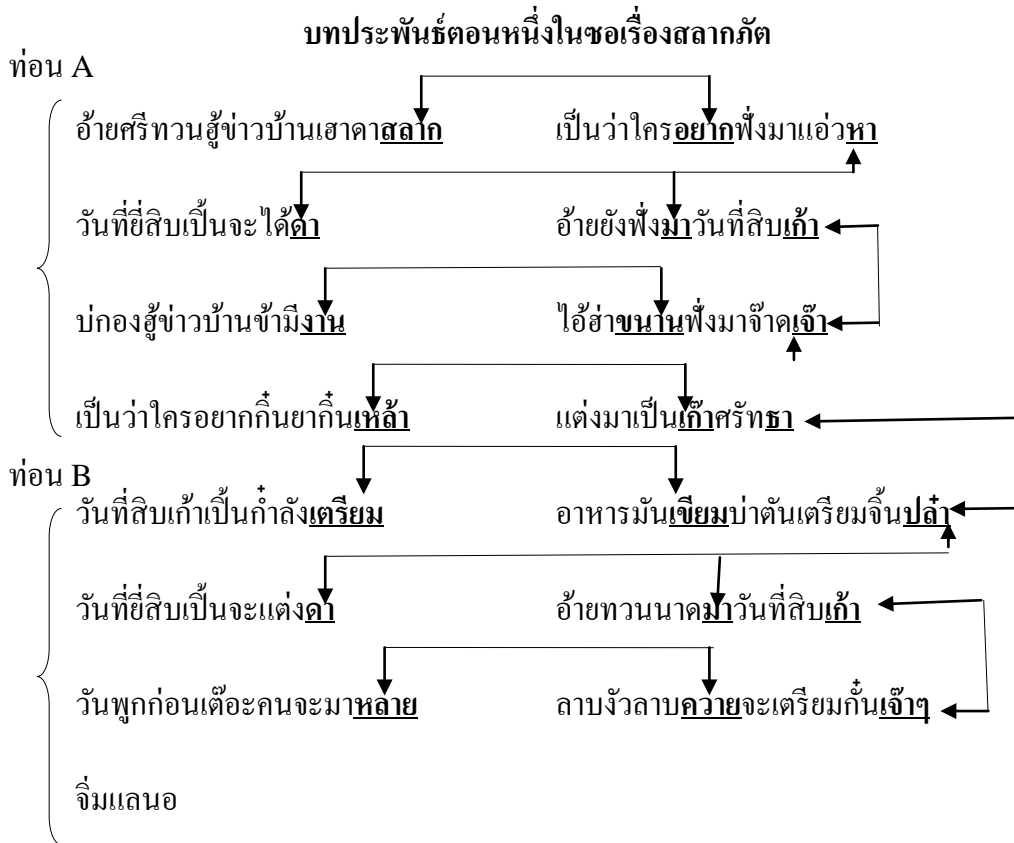 บทประพันธ์ตอนหนึ่งในซอเรื่องสลากภัต
ท่อน A
อ้ายศรีทวนฮู้ข่าวบ้านเฮาดาสลาก เป็นว่าใครอยากฟั่งมาแอ่วหา
วันที่ยี่สิบเปิ้นจะได้ดา อ้ายยังฟั่งมาวันที่สิบเก้า
บ่กองฮู้ข่าวบ้านข้ามีงาน ไอ้ฮ่าขนานฟั่งมาจ๊าดเจ๊า
เป็นว่าใครอยากกิ๋นยากิ๋นเหล้า แต่งมาเป็นเก๊าศรัทธา
ท่อน B
วันที่สิบเก้าเปิ้นก๋ำลังเตรียม อาหารมันเขียมบ่าตันเตรียมจิ้นปล๋า
วันที่ยี่สิบเปิ้นจะแต่งดา อ้ายทวนนาดมาวันที่สิบเก้า
วันพูกก่อนเต๊อะคนจะมาหลาย ลาบงัวลาบควายจะเตรียมกั๋นเจ๊าๆ
จิ่มแลนอ